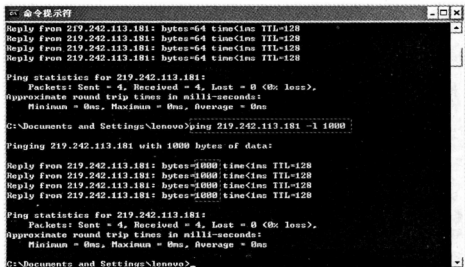 命令提示符
Reply from 219.242.113.181: bytes=64 time<1ms TTL=128
Reply from 219.242.113.181: bytes=64 time<1ms TTL=128
Reply from 219.242.113.181: bytes=64 time<1ms TTL=128
Reply from 219.242.113.181: bytes=64 time<1ms TTL=128
Ping statistics for 219.242.113.181:
Packets: Sent = 4, Received = 4, Lost = 0 <0% loss>,
Approximate round trip times in milli-seconds:
Minimum = 0ms, Maximum = 0ms, Average = 0ms
C:\Documents and Settings\lenovo>ping 219.242.113.181 -l 1000
Pinging 219.242.113.181 with 1000 bytes of data:
Reply from 219.242.113.181: bytes=1000 time<1ms TTL=128
Reply from 219.242.113.181: bytes=1000 time<1ms TTL=128
Reply from 219.242.113.181: bytes=1000 time<1ms TTL=128
Reply from 219.242.113.181: bytes=1000 time<1ms TTL=128
Ping statistics for 219.242.113.181:
Packets: Sent = 4, Received = 4, Lost = 0 <0% loss>,
Approximate round trip times in milli-seconds:
Minimum = 0ms, Maximum = 0ms, Average = 0ms
C:\Documents and Settings\lenovo>_